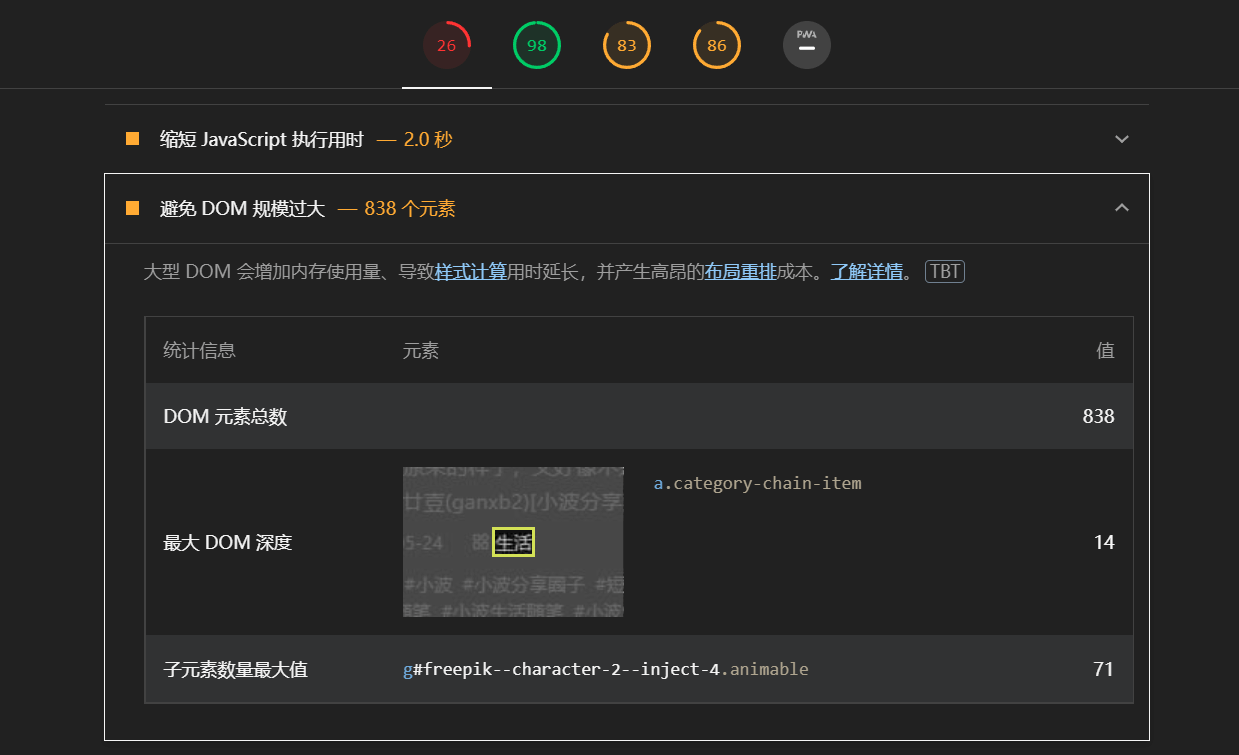 26 98 83 86 PWA
缩短 JavaScript 执行用时 — 2.0 秒
避免 DOM 规模过大 — 838 个元素
大型 DOM 会增加内存使用量、导致样式计算用时延长，并产生高昂的布局重排成本。了解详情。 TBT
统计信息 元素 值
DOM 元素总数 838
最大 DOM 深度 a.category-chain-item 14
(ganxb2)[小波分享
05-24 生活
#小波 #小波分享园子 #短
随笔 #小波生活随笔 #小波
子元素数量最大值 g#freepik--character-2--inject-4.animable 71